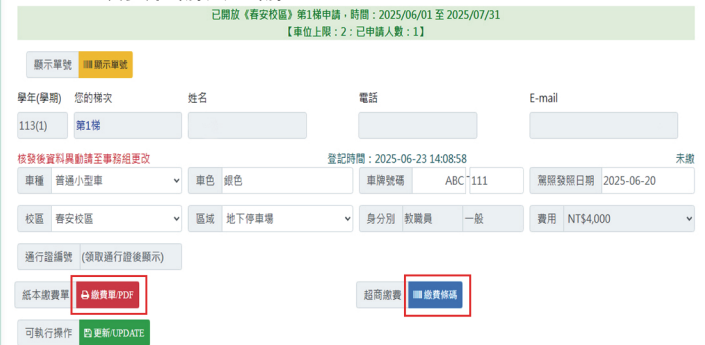 已開放《春安校區》第1梯申請，時間：2025/06/01 至 2025/07/31
【車位上限：2；已申請人數：1】
顯示單號 顯示單號
學年(學期) 您的梯次 姓名 電話 E-mail
113(1) 第1梯
核發後資料異動請至事務組更改 登記時間：2025-06-23 14:08:58 未繳
車種 普通小型車 車色 銀色 車牌號碼 ABC-111 駕照發照日期 2025-06-20
校區 春安校區 區域 地下停車場 身分別 教職員 一般 費用 NT$4,000
通行證編號 (領取通行證後顯示)
紙本繳費單 繳費單/PDF 超商繳費 繳費條碼
可執行操作 更新/UPDATE